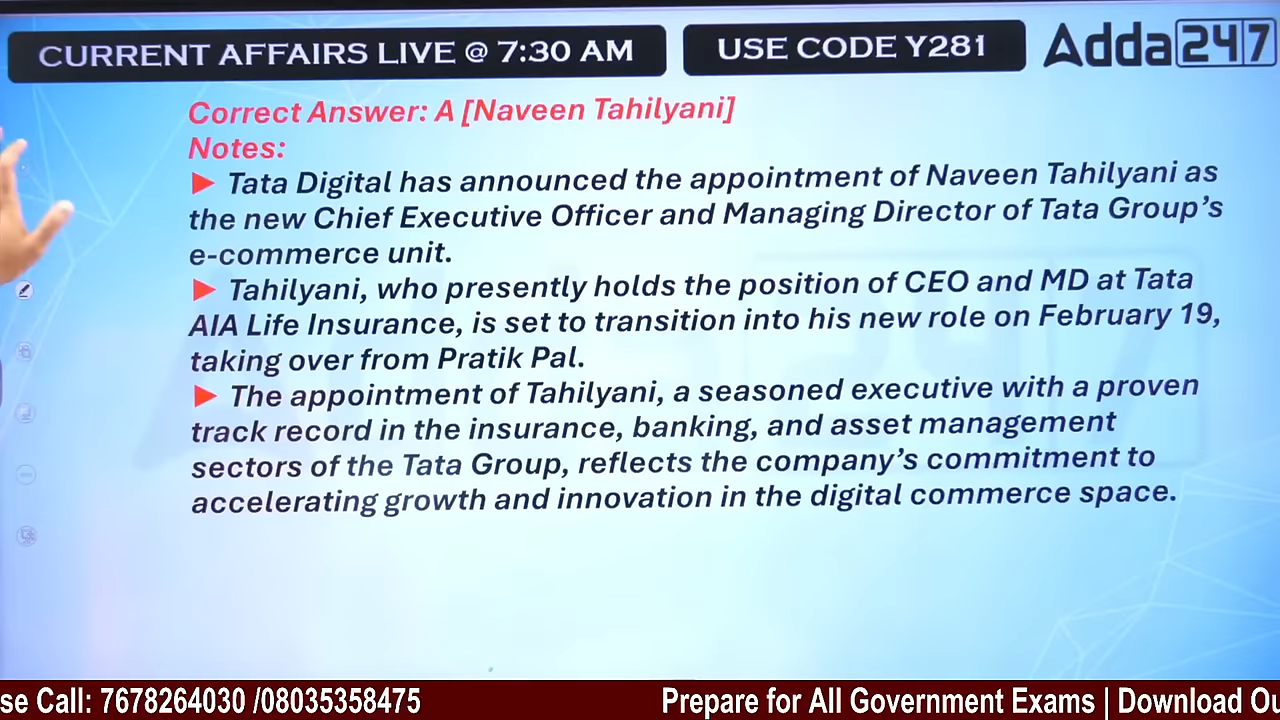 CURRENT AFFAIRS LIVE @ 7:30 AM
USE CODE Y281
Adda247
Correct Answer: A [Naveen Tahilyani]
Notes:
► Tata Digital has announced the appointment of Naveen Tahilyani as
the new Chief Executive Officer and Managing Director of Tata Group's
e-commerce unit.
► Tahilyani, who presently holds the position of CEO and MD at Tata
AIA Life Insurance, is set to transition into his new role on February 19,
taking over from Pratik Pal.
► The appointment of Tahilyani, a seasoned executive with a proven
track record in the insurance, banking, and asset management
sectors of the Tata Group, reflects the company's commitment to
accelerating growth and innovation in the digital commerce space.
se Call: 7678264030 /08035358475
Prepare for All Government Exams | Download Ou